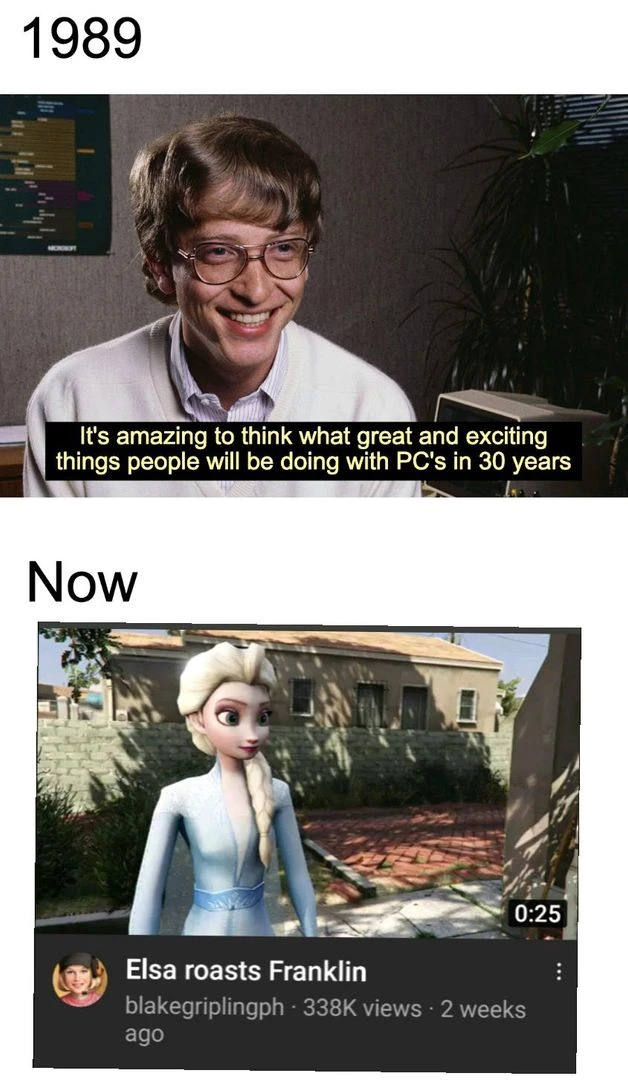 1989
MICROSOFT
It's amazing to think what great and exciting
things people will be doing with PC's in 30 years
Now
0:25
Elsa roasts Franklin
blakegriplingph · 338K views · 2 weeks
ago